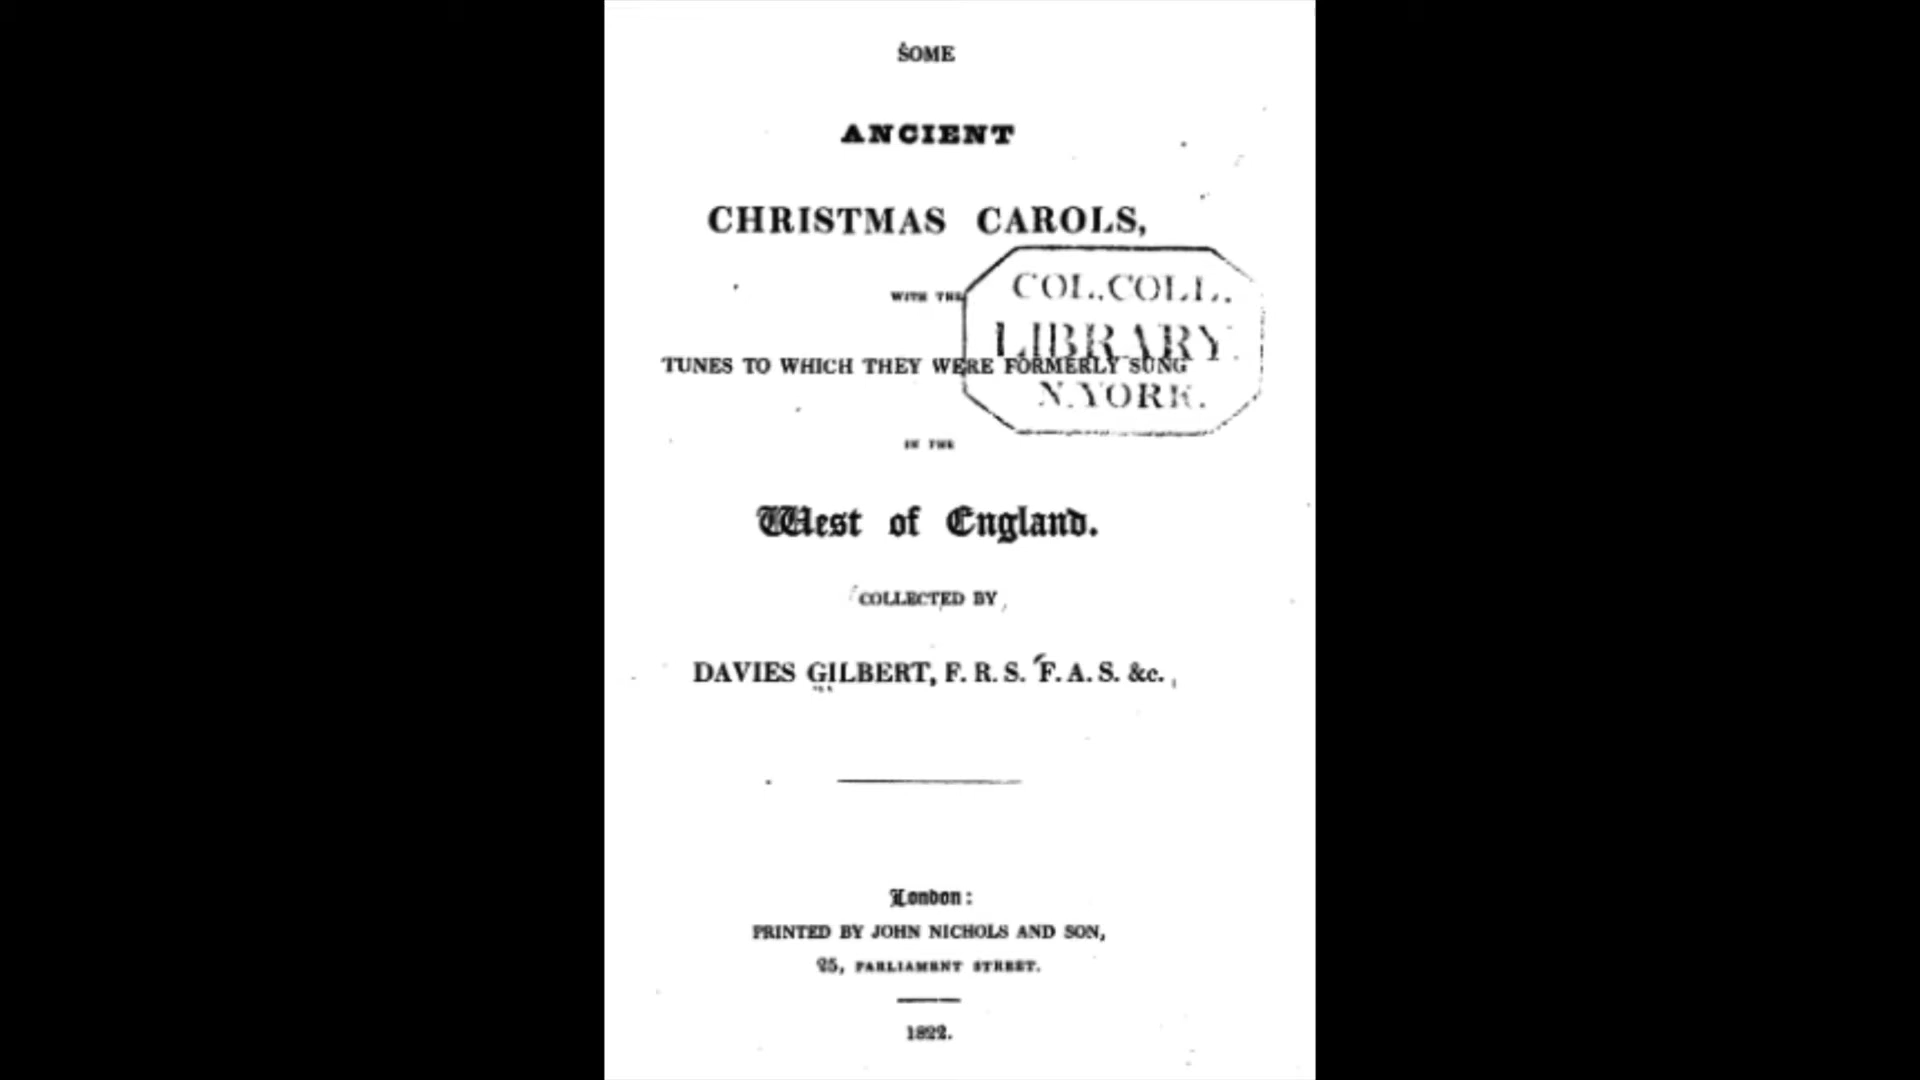 SOME
ANCIENT
CHRISTMAS CAROLS,
WITH THE
TUNES TO WHICH THEY WERE FORMERLY SUNG
IN THE
West of England.
COLLECTED BY
DAVIES GILBERT, F. R. S. F. A. S. &c.
COL. COLL.
LIBRARY.
N.YORK.
London:
PRINTED BY JOHN NICHOLS AND SON,
25, PARLIAMENT STREET.
1822.